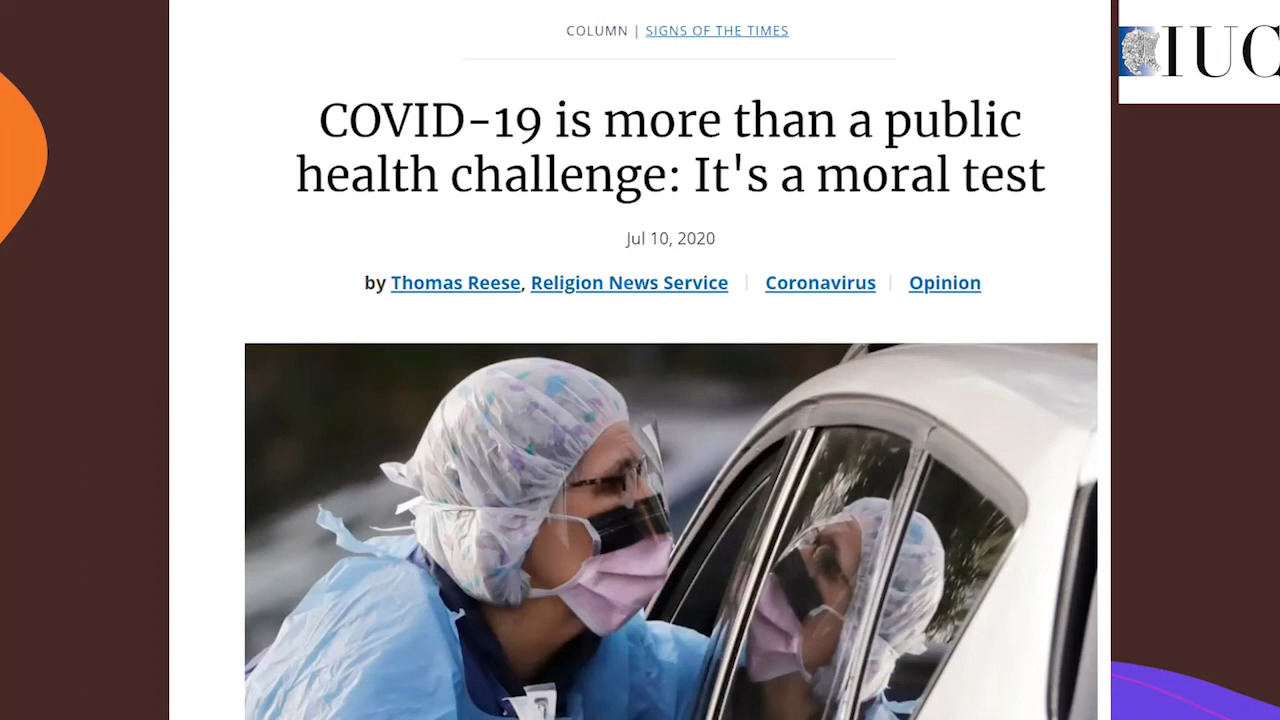 COLUMN | SIGNS OF THE TIMES
IUC
COVID-19 is more than a public
health challenge: It's a moral test
Jul 10, 2020
by Thomas Reese, Religion News Service | Coronavirus | Opinion